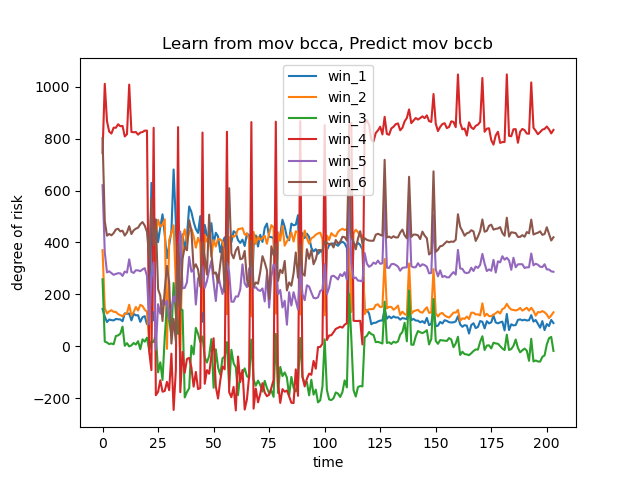 Learn from mov bcca, Predict mov bccb
degree of risk
1000
800
600
400
200
0
−200
win_1
win_2
win_3
win_4
win_5
win_6
0 25 50 75 100 125 150 175 200
time